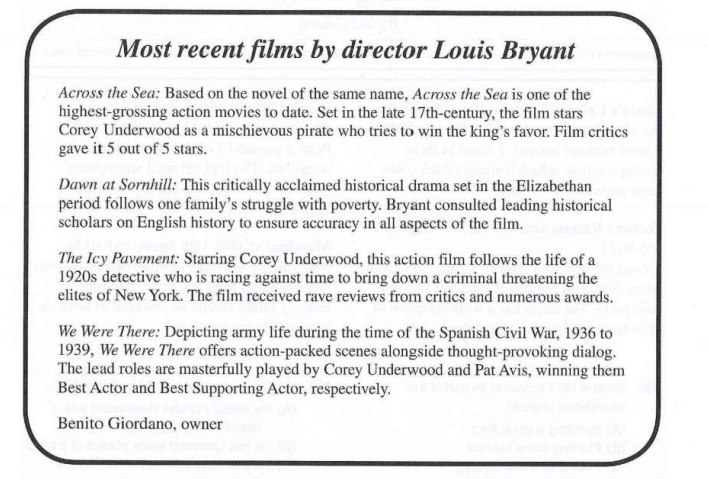 Most recent films by director Louis Bryant
Across the Sea: Based on the novel of the same name, Across the Sea is one of the
highest-grossing action movies to date. Set in the late 17th-century, the film stars
Corey Underwood as a mischievous pirate who tries to win the king's favor. Film critics
gave it 5 out of 5 stars.
Dawn at Sornhill: This critically acclaimed historical drama set in the Elizabethan
period follows one family's struggle with poverty. Bryant consulted leading historical
scholars on English history to ensure accuracy in all aspects of the film.
The Icy Pavement: Starring Corey Underwood, this action film follows the life of a
1920s detective who is racing against time to bring down a criminal threatening the
elites of New York. The film received rave reviews from critics and numerous awards.
We Were There: Depicting army life during the time of the Spanish Civil War, 1936 to
1939, We Were There offers action-packed scenes alongside thought-provoking dialog.
The lead roles are masterfully played by Corey Underwood and Pat Avis, winning them
Best Actor and Best Supporting Actor, respectively.
Benito Giordano, owner